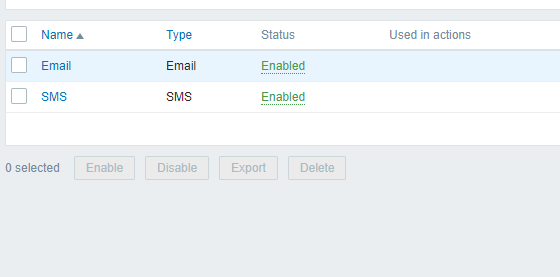 Name Type Status Used in actions
Email Email Enabled
SMS SMS Enabled
0 selected Enable Disable Export Delete